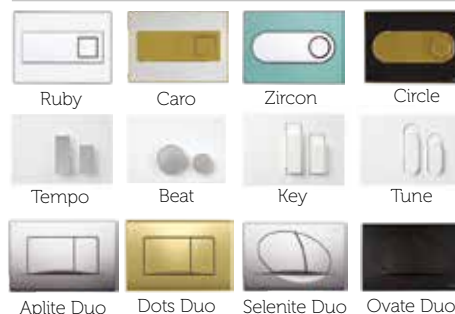 Ruby Caro Zircon Circle
Tempo Beat Key Tune
Aplite Duo Dots Duo Selenite Duo Ovate Duo